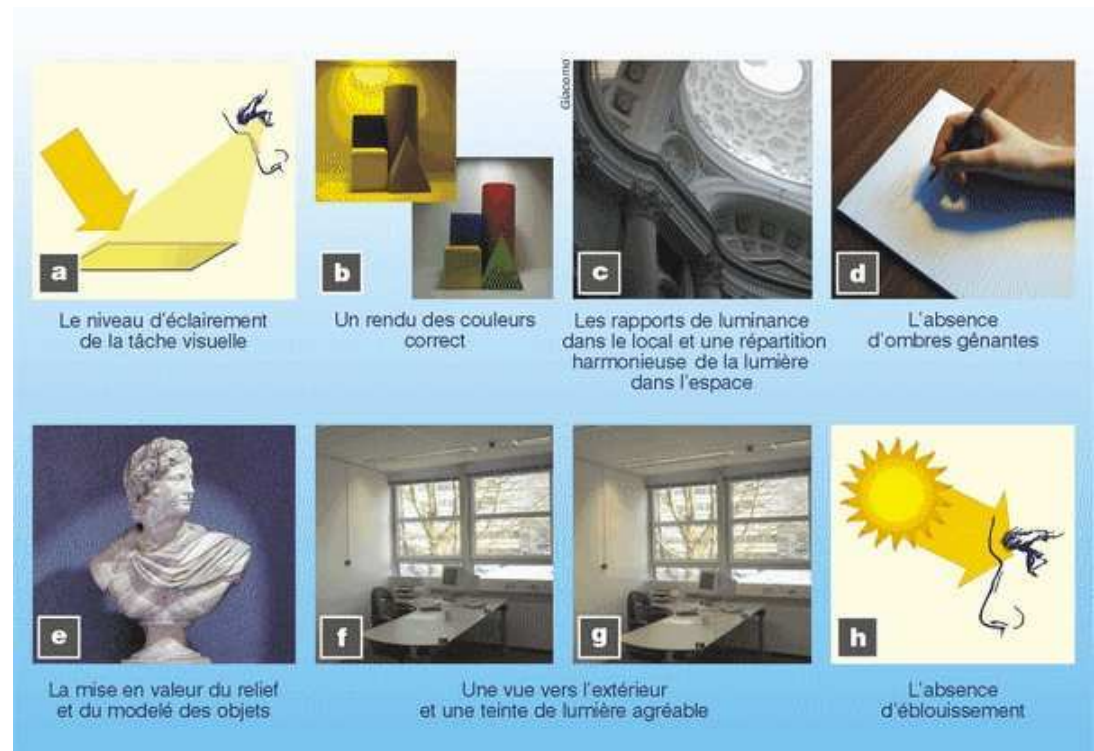 Giacomo
a
b
c
d
Le niveau d'éclairement
de la tâche visuelle
Un rendu des couleurs
correct
Les rapports de luminance
dans le local et une répartition
harmonieuse de la lumière
dans l'espace
L'absence
d'ombres gênantes
e
f
g
h
La mise en valeur du relief
et du modelé des objets
Une vue vers l'extérieur
et une teinte de lumière agréable
L'absence
d'éblouissement